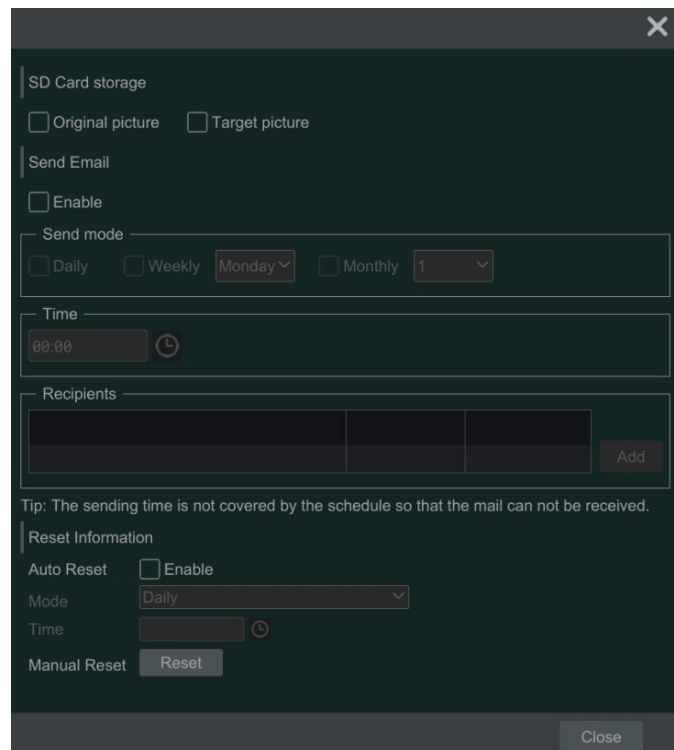 SD Card storage
Original picture Target picture
Send Email
Enable
Send mode
Daily Weekly Monday Monthly 1
Time
00:00
Recipients
Add
Tip: The sending time is not covered by the schedule so that the mail can not be received.
Reset Information
Auto Reset Enable
Mode Daily
Time
Manual Reset Reset
Close